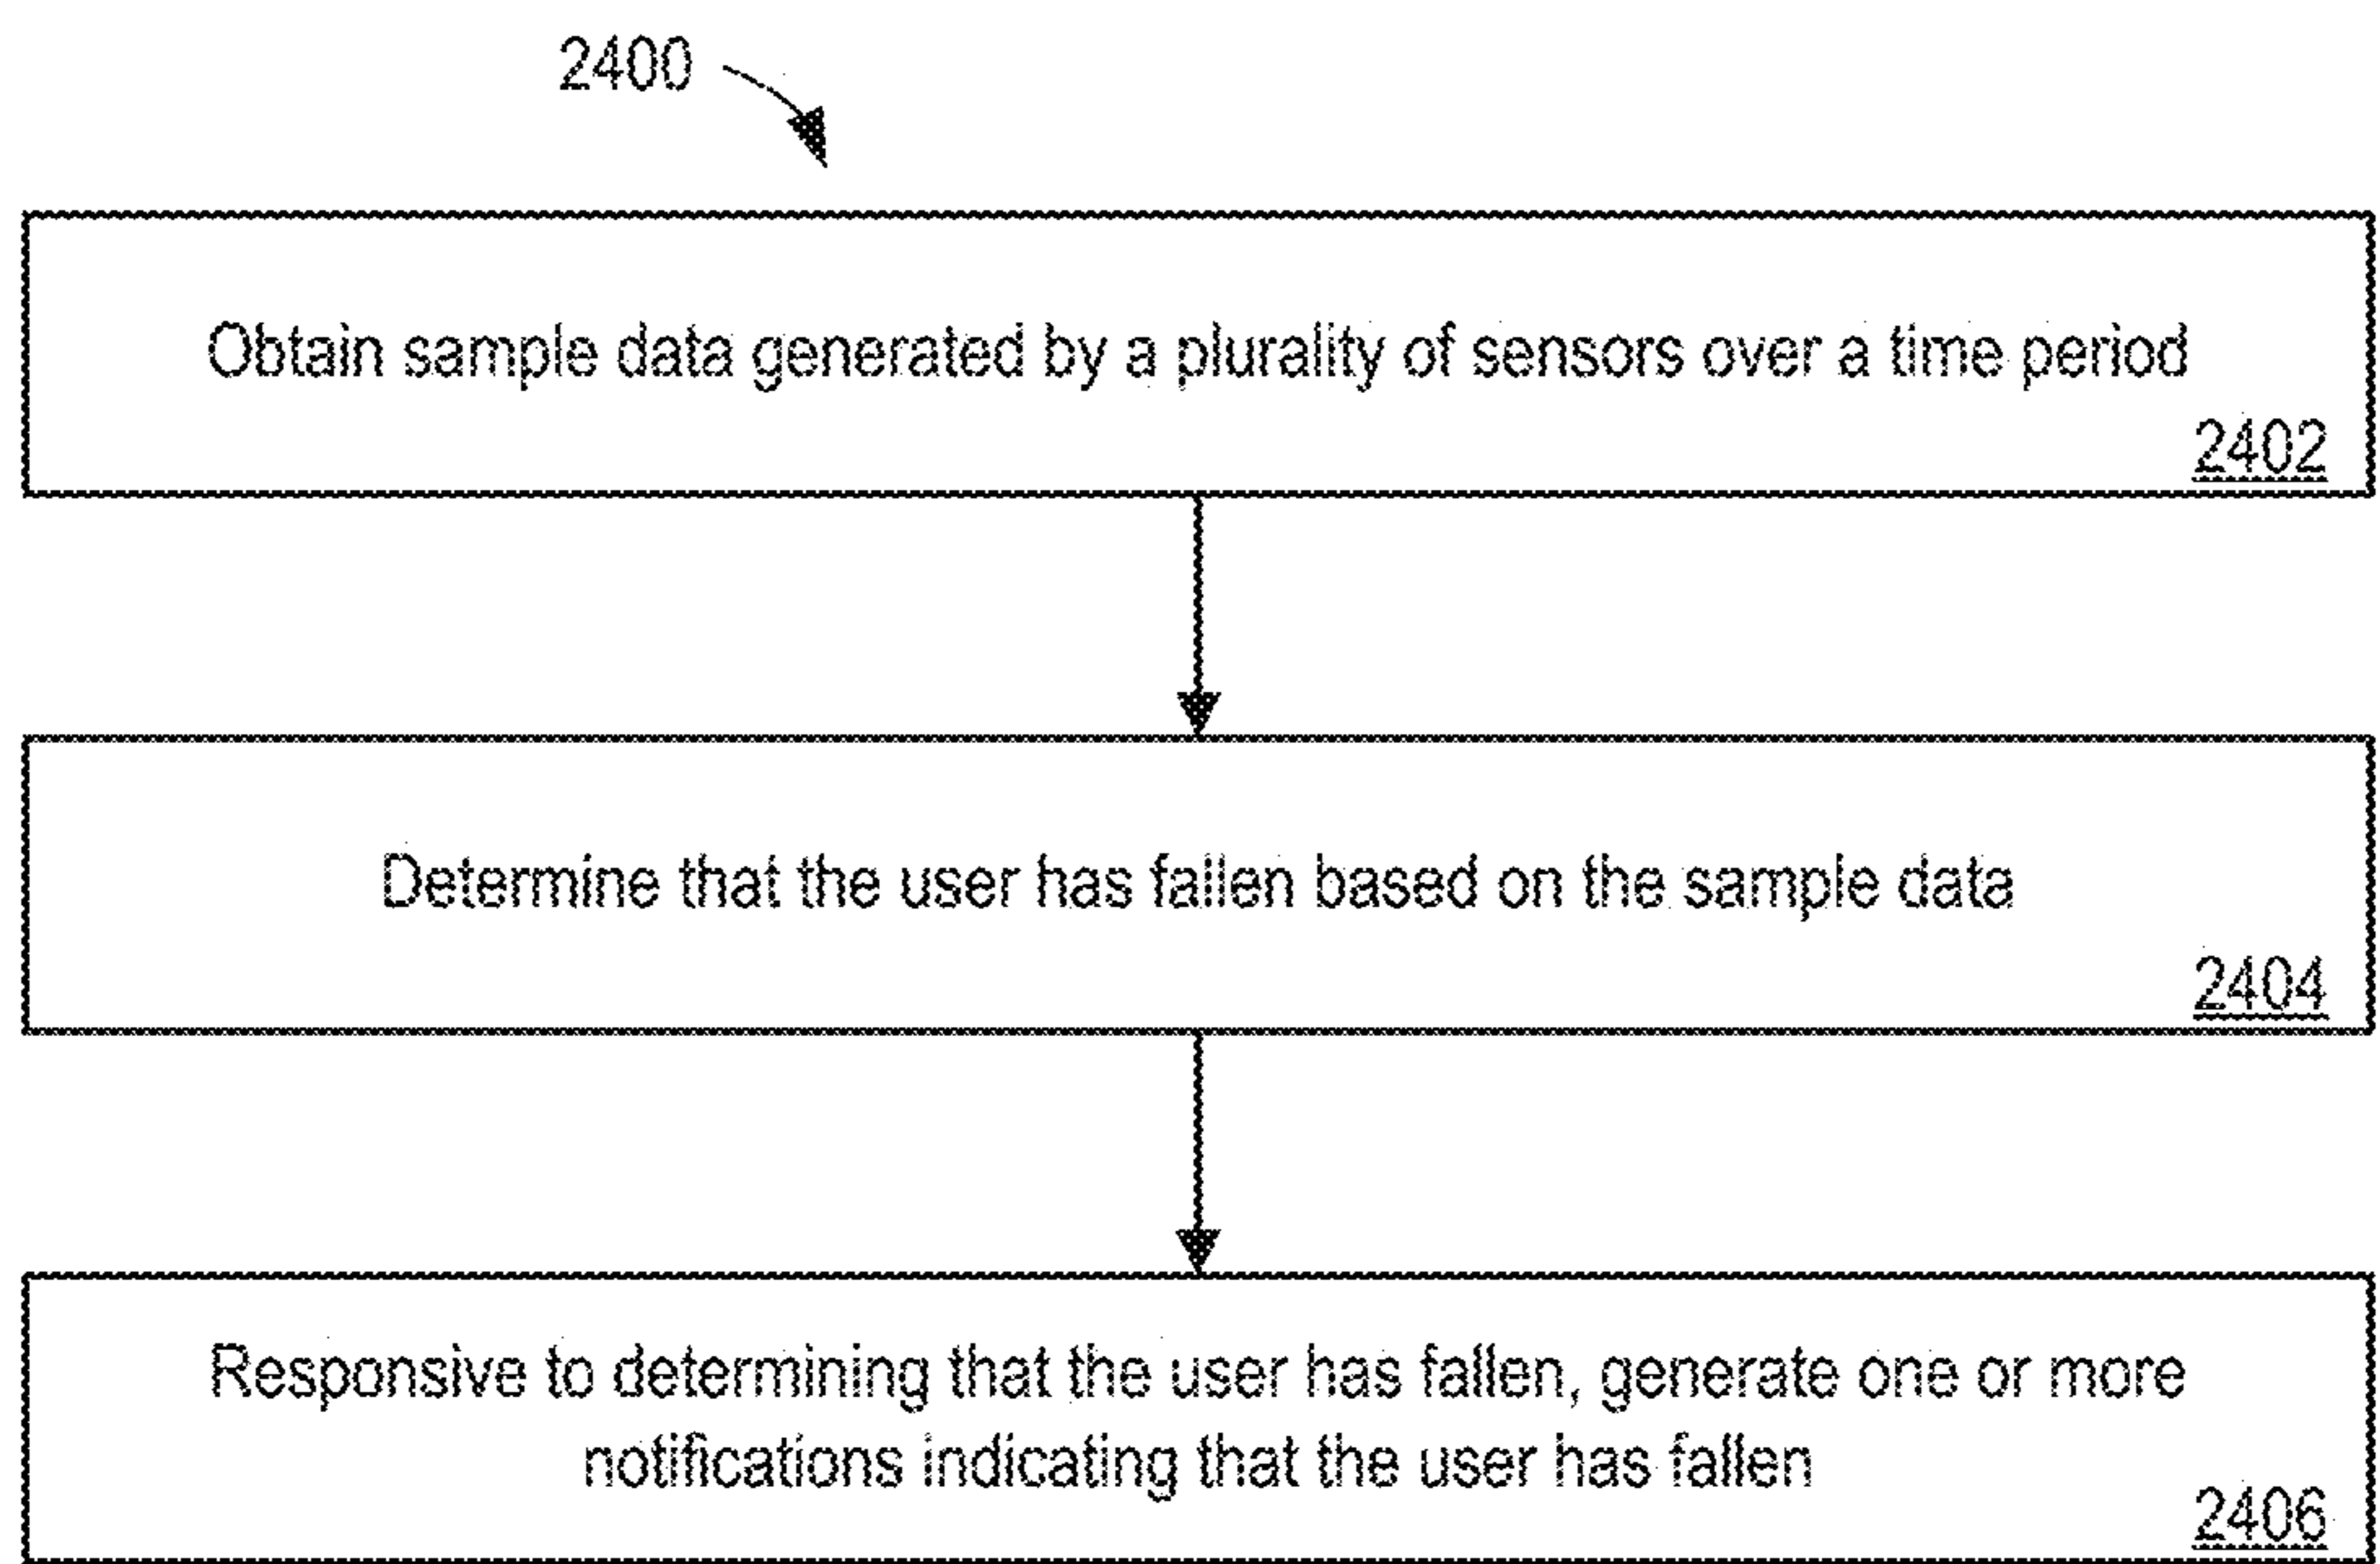 2400
Obtain sample data generated by a plurality of sensors over a time period
2402
Determine that the user has fallen based on the sample data
2404
Responsive to determining that the user has fallen, generate one or more
notifications indicating that the user has fallen
2406